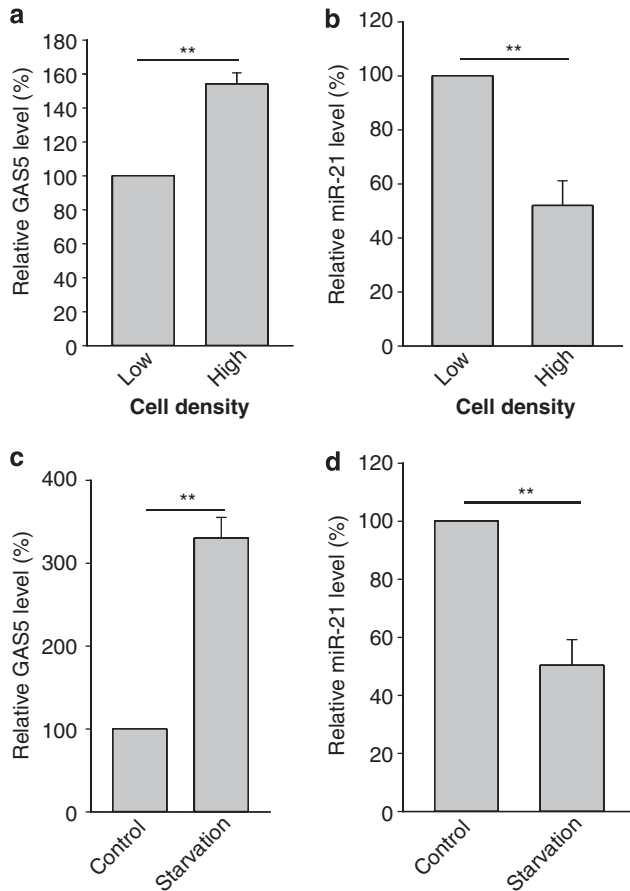 a
Relative GAS5 level (%)
180
160
140
120
100
80
60
40
20
0
**
Low
High
Cell density
b
Relative miR-21 level (%)
120
100
80
60
40
20
0
**
Low
High
Cell density
c
Relative GAS5 level (%)
400
300
200
100
0
**
Control
Starvation
d
Relative miR-21 level (%)
120
100
80
60
40
20
0
**
Control
Starvation